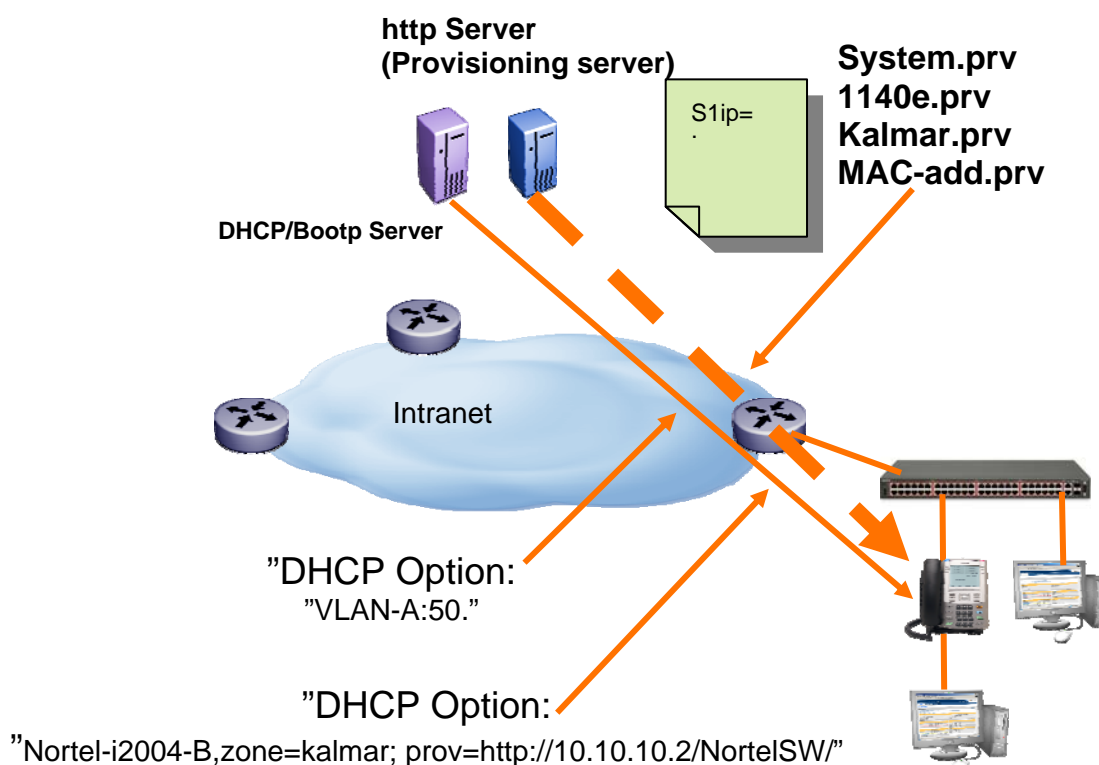 http Server
(Provisioning server)
System.prv
1140e.prv
Kalmar.prv
MAC-add.prv
S1ip=
.
DHCP/Bootp Server
Intranet
”DHCP Option:
”VLAN-A:50.”
”DHCP Option:
”Nortel-i2004-B,zone=kalmar; prov=http://10.10.10.2/NortelSW/”